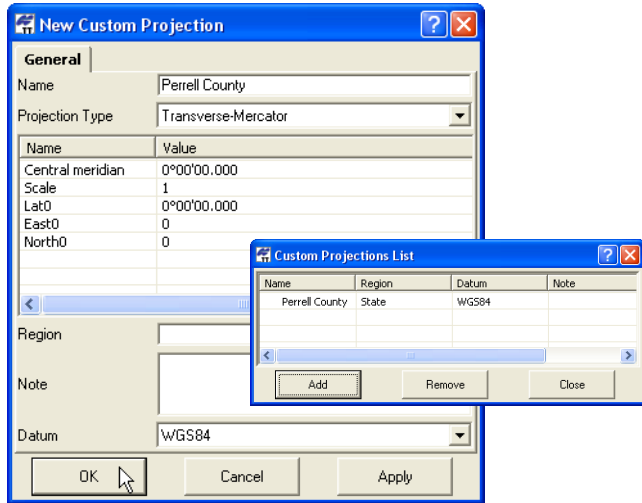 New Custom Projection
General
Name Perrell County
Projection Type Transverse-Mercator
Name Value
Central meridian 0°00'00.000
Scale 1
Lat0 0°00'00.000
East0 0
North0 0
Region
Note
Datum WGS84
OK Cancel Apply
Custom Projections List
Name Region Datum Note
Perrell County State WGS84
Add Remove Close